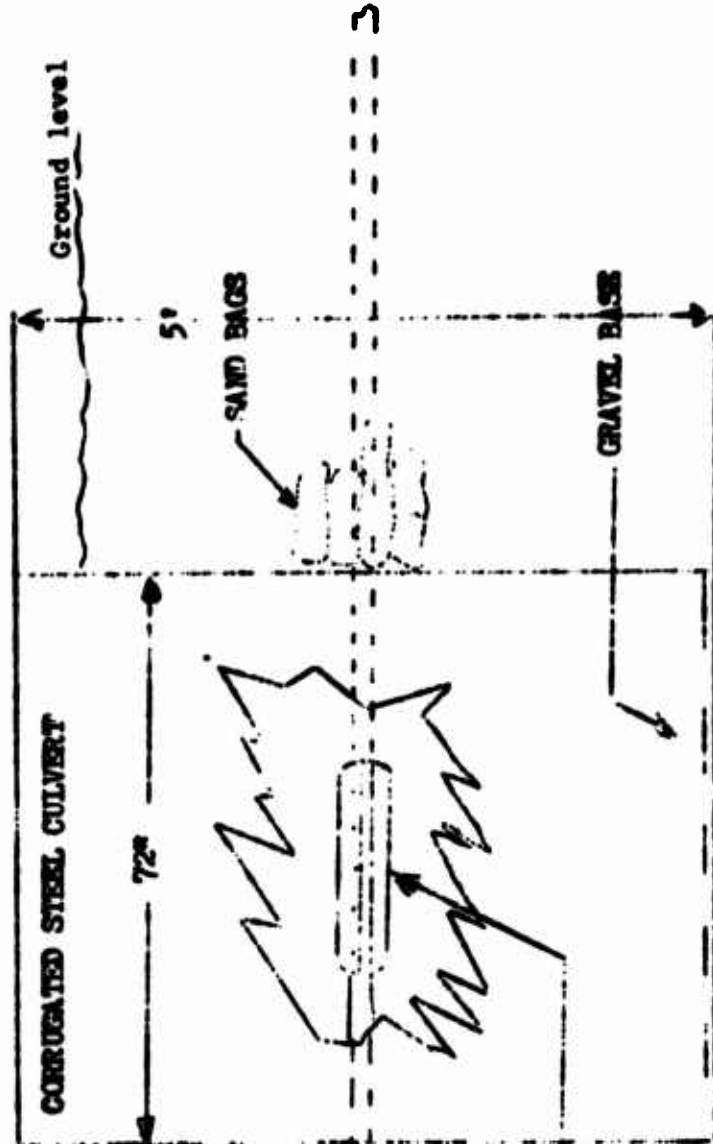 Ground level
CORRUGATED STEEL CULVERT
5'
72"
SAND BAGS
GRAVEL BASE